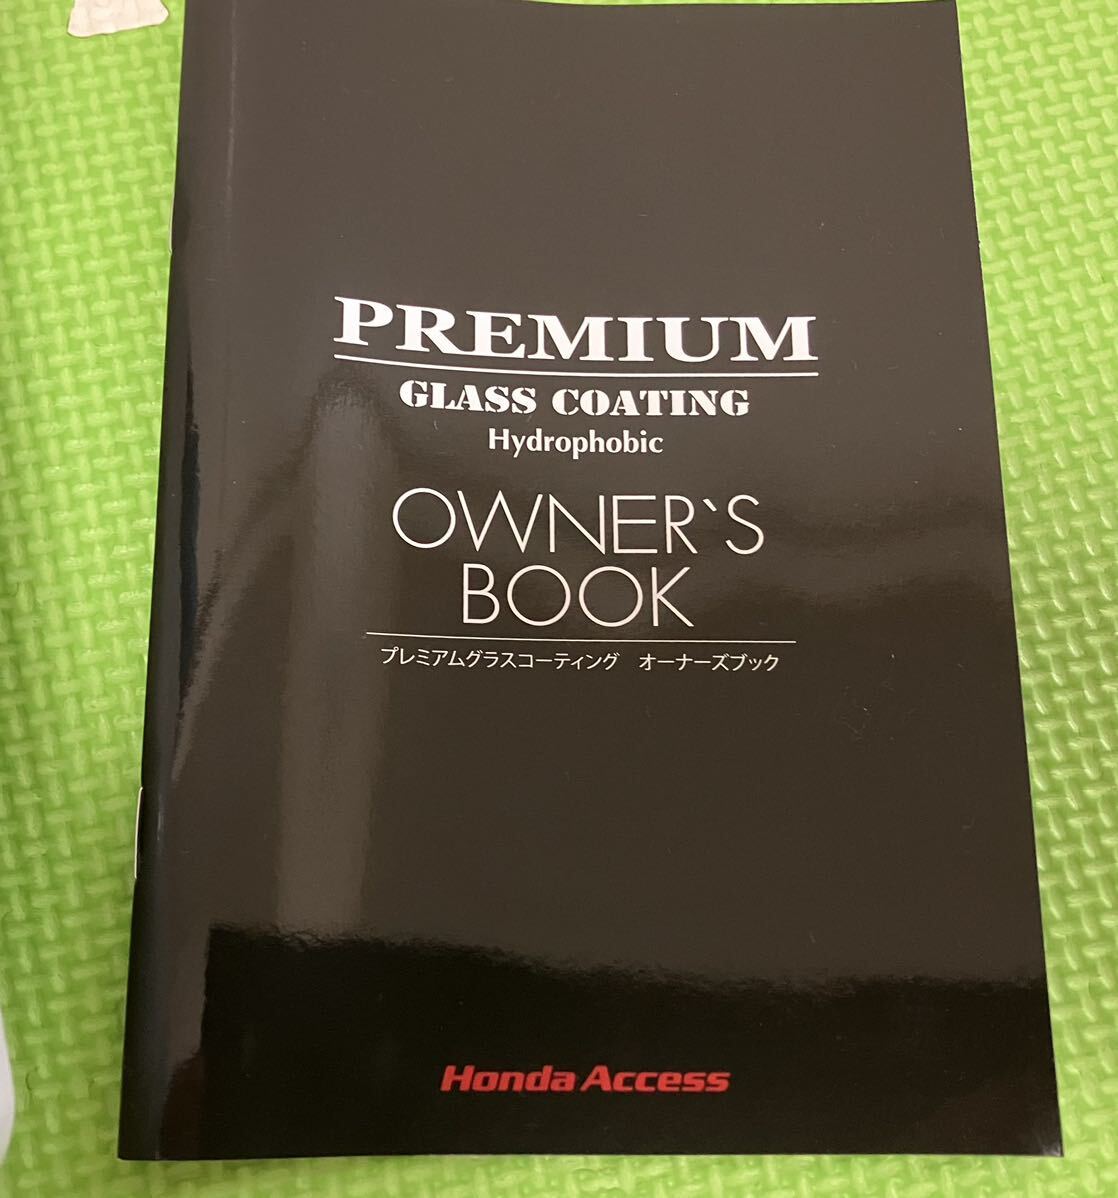 PREMIUM
GLASS COATING
Hydrophobic
OWNER`S
BOOK
プレミアムグラスコーティング　オーナーズブック
Honda Access